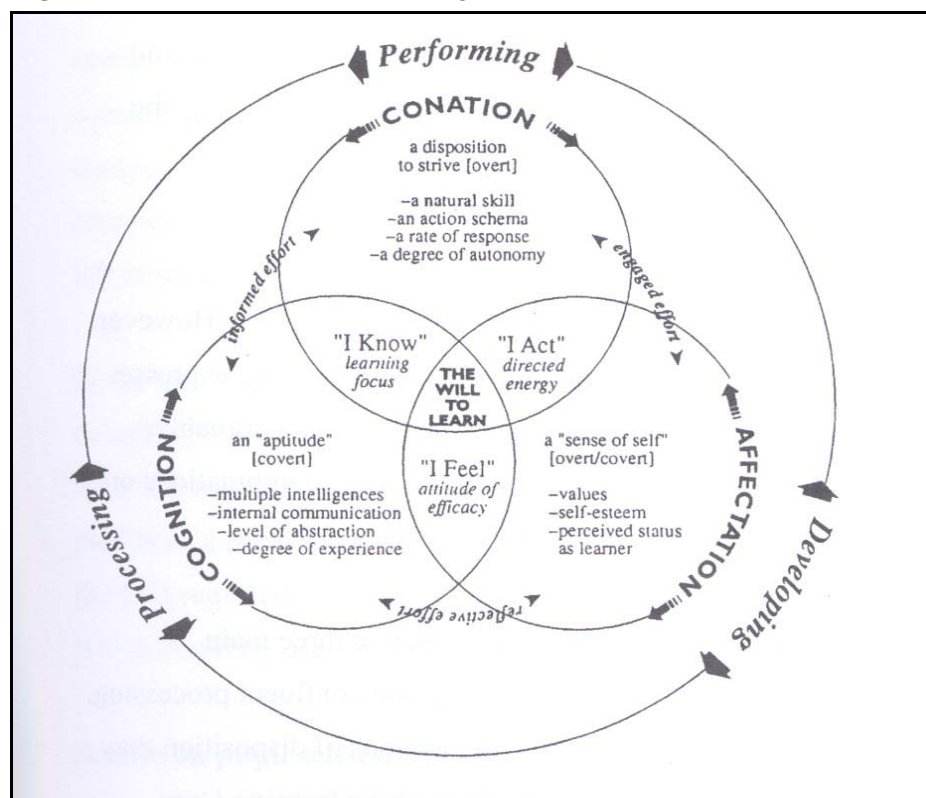 Performing
CONATION
a disposition
to strive [overt]
–a natural skill
–an action schema
–a rate of response
–a degree of autonomy
informed effort
engaged effort
"I Know"
learning
focus
"I Act"
directed
energy
THE
WILL
TO
LEARN
"I Feel"
attitude of
efficacy
COGNITION
an "aptitude"
[covert]
–multiple intelligences
–internal communication
–level of abstraction
–degree of experience
AFFECTATION
a "sense of self"
[overt/covert]
–values
–self-esteem
–perceived status
as learner
reflective effort
Processing
Developing
However